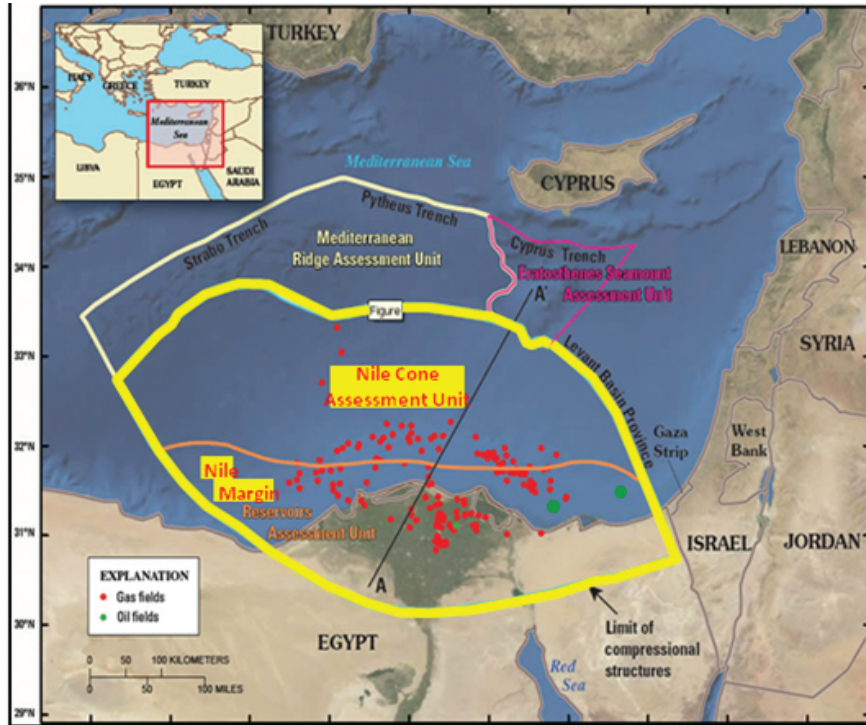 TURKEY
ITALY
GREECE
TURKEY
Mediterranean
Sea
LIBYA
EGYPT
SAUDI
ARABIA
36°N
35°N
34°N
33°N
32°N
31°N
30°N
29°N
Mediterranean Sea
CYPRUS
Strabo Trench
Pytheus Trench
Cyprus Trench
Mediterranean
Ridge Assessment Unit
Eratosthenes Seamount
Assessment Unit
A'
Figure
LEBANON
SYRIA
Levant Basin Province
Nile Cone
Assessment Unit
Gaza
Strip
West
Bank
Nile
Margin
Reservoirs
Assessment Unit
ISRAEL
JORDAN
EXPLANATION
Gas fields
Oil fields
A
Limit of
compressional
structures
0 50 100 KILOMETERS
0 50 100 MILES
EGYPT
Red
Sea